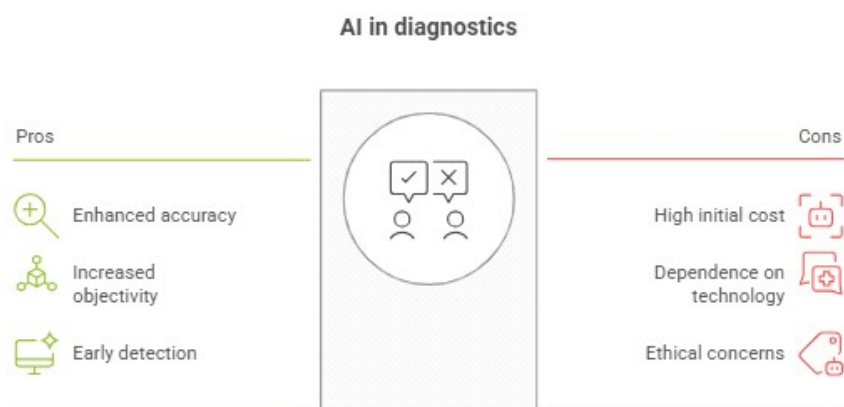 AI in diagnostics
Pros
Enhanced accuracy
Increased
objectivity
Early detection
Cons
High initial cost
Dependence on
technology
Ethical concerns